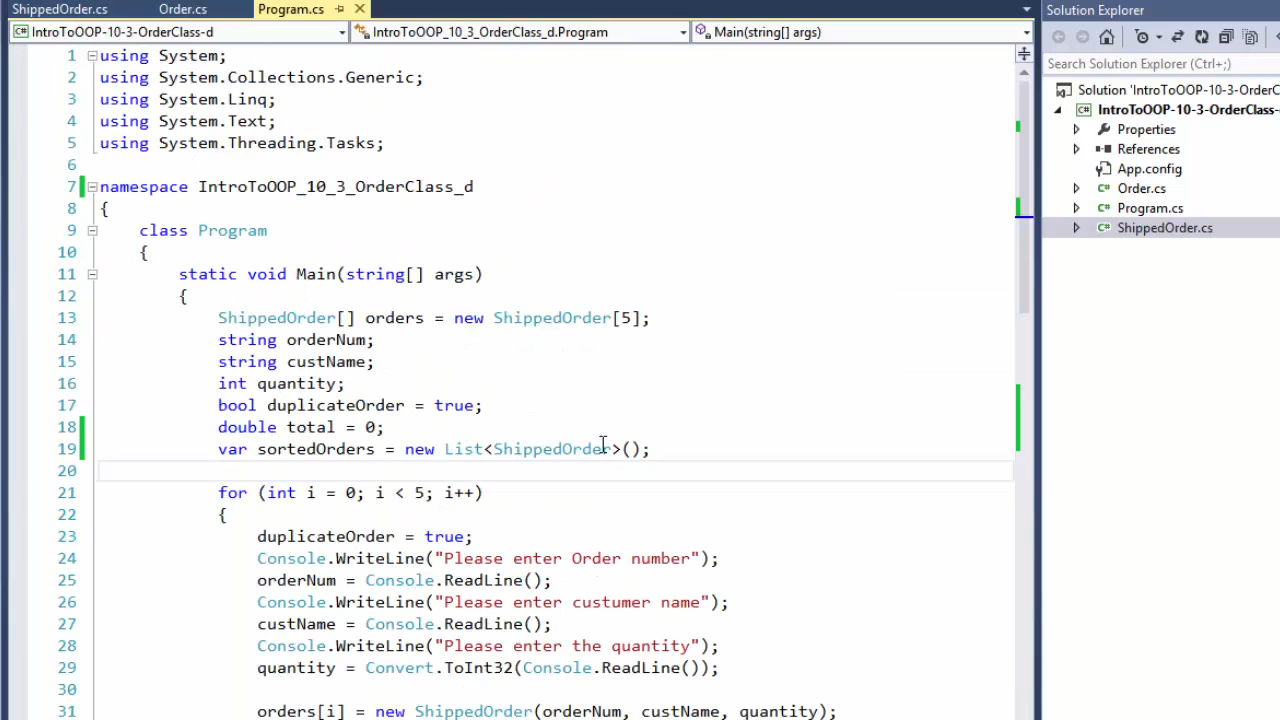 ShippedOrder.cs Order.cs Program.cs
IntroToOOP-10-3-OrderClass-d IntroToOOP_10_3_OrderClass_d.Program Main(string[] args)
1 using System;
2 using System.Collections.Generic;
3 using System.Linq;
4 using System.Text;
5 using System.Threading.Tasks;
6
7 namespace IntroToOOP_10_3_OrderClass_d
8 {
9 class Program
10 {
11 static void Main(string[] args)
12 {
13 ShippedOrder[] orders = new ShippedOrder[5];
14 string orderNum;
15 string custName;
16 int quantity;
17 bool duplicateOrder = true;
18 double total = 0;
19 var sortedOrders = new List<ShippedOrder>();
20
21 for (int i = 0; i < 5; i++)
22 {
23 duplicateOrder = true;
24 Console.WriteLine("Please enter Order number");
25 orderNum = Console.ReadLine();
26 Console.WriteLine("Please enter custumer name");
27 custName = Console.ReadLine();
28 Console.WriteLine("Please enter the quantity");
29 quantity = Convert.ToInt32(Console.ReadLine());
30
31 orders[i] = new ShippedOrder(orderNum, custName, quantity);
Solution Explorer
Search Solution Explorer (Ctrl+;)
Solution 'IntroToOOP-10-3-OrderC
IntroToOOP-10-3-OrderClass-
Properties
References
App.config
Order.cs
Program.cs
ShippedOrder.cs